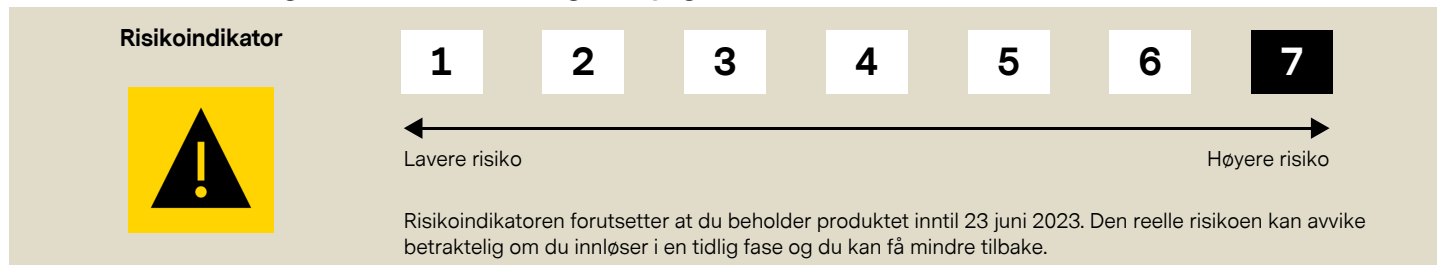 Risikoindikator
1 2 3 4 5 6 7
Lavere risiko Høyere risiko
Risikoindikatoren forutsetter at du beholder produktet inntil 23 juni 2023. Den reelle risikoen kan avvike
betraktelig om du innløser i en tidlig fase og du kan få mindre tilbake.